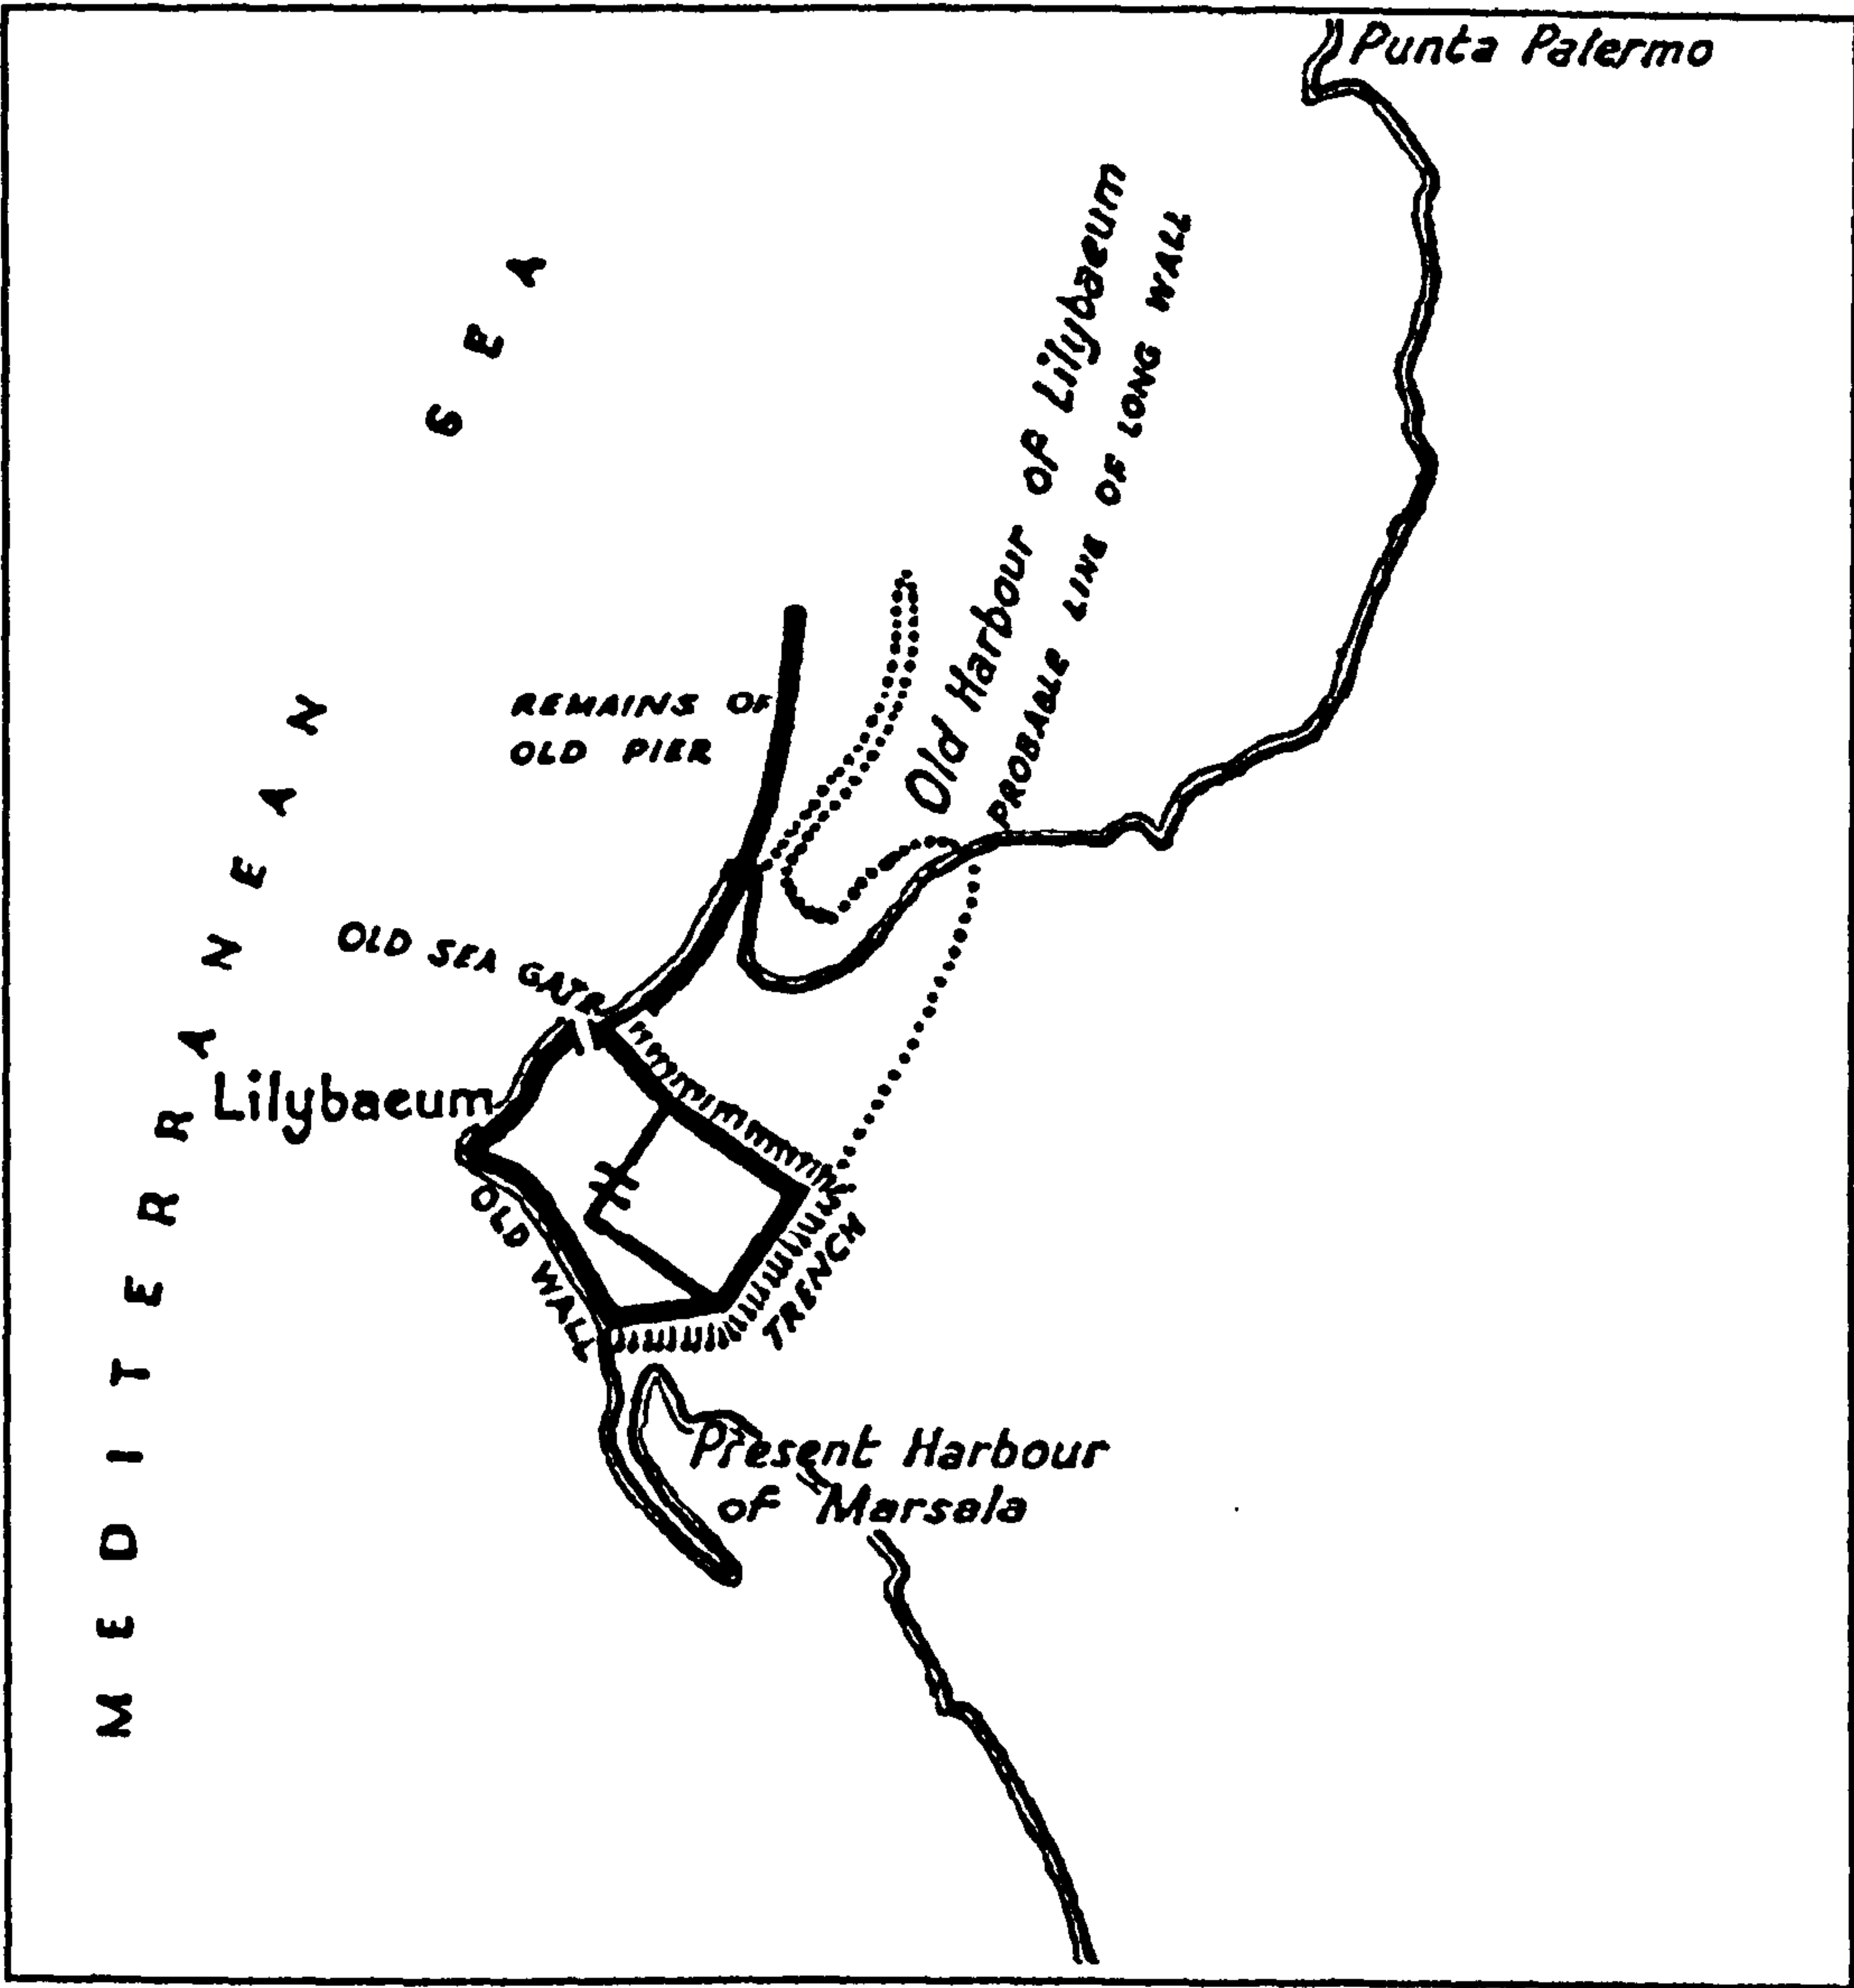 Punta Palermo
MEDITERRANEAN SEA
Old Harbour of Lilybaeum
PROBABLE LINE OF LONG WALL
REMAINS OF
OLD PIER
OLD SEA GATE
Lilybaeum
OLD WALL
TRENCH
Present Harbour
of Marsala